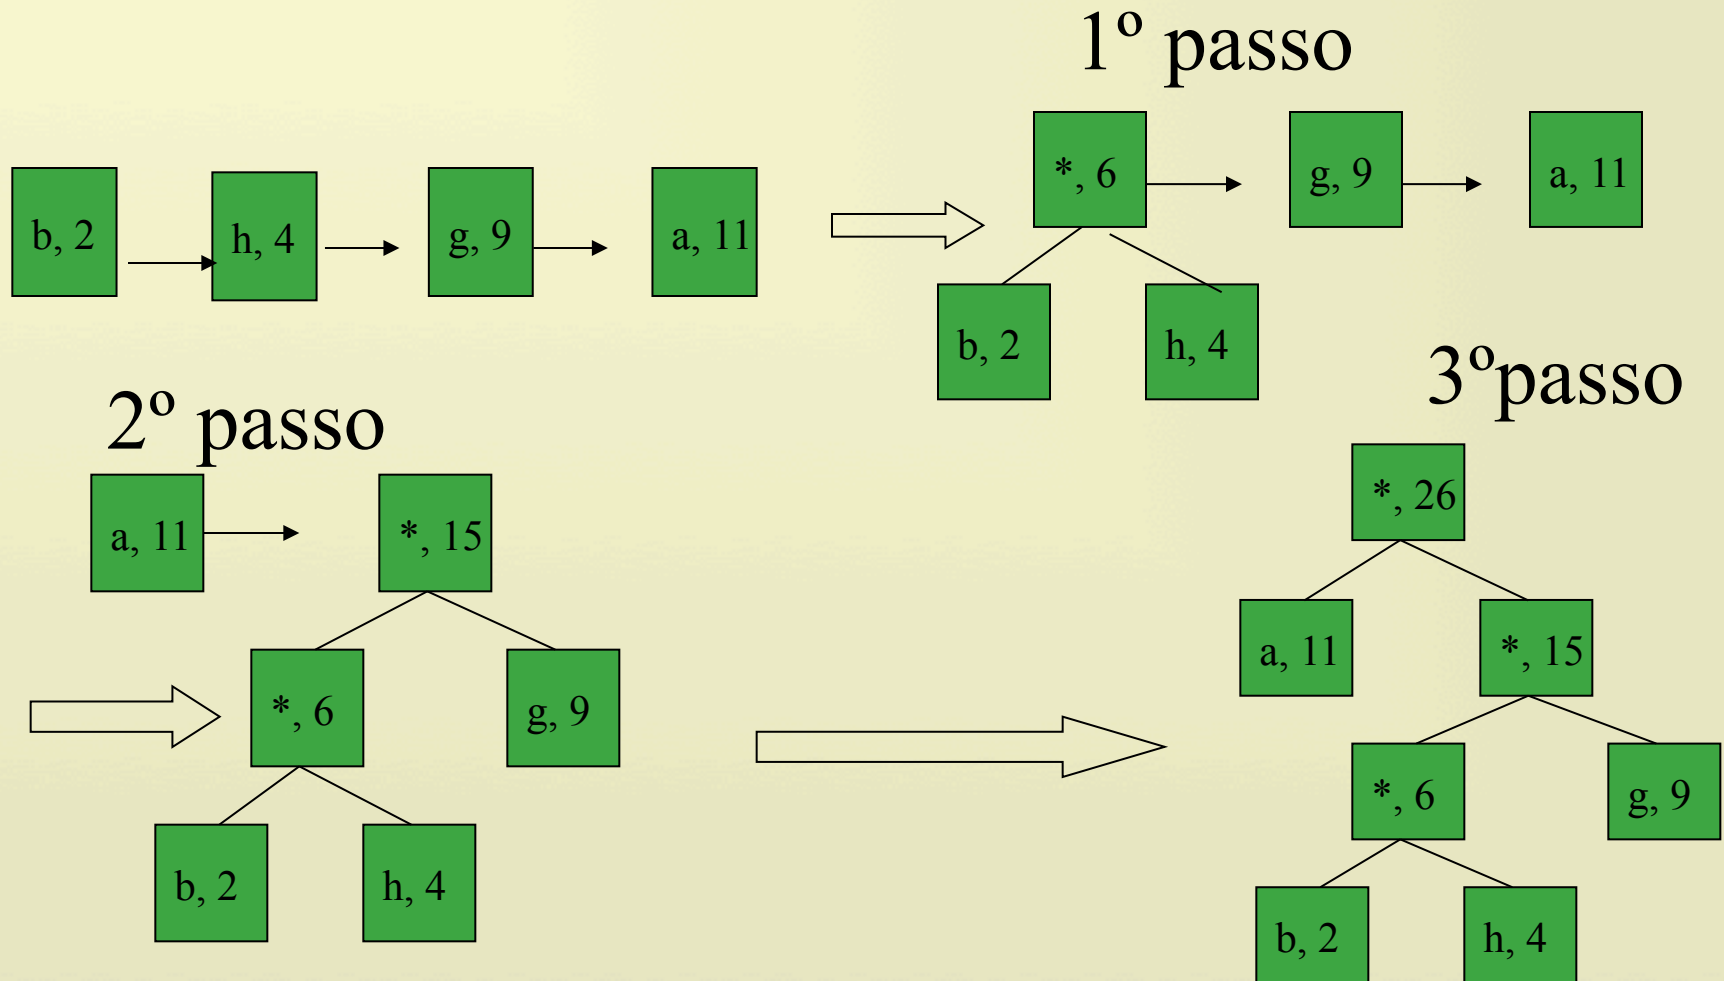 1º passo
b, 2
h, 4
g, 9
a, 11
*, 6
g, 9
a, 11
b, 2
h, 4
2º passo
a, 11
*, 15
*, 6
g, 9
b, 2
h, 4
3ºpasso
*, 26
a, 11
*, 15
*, 6
g, 9
b, 2
h, 4